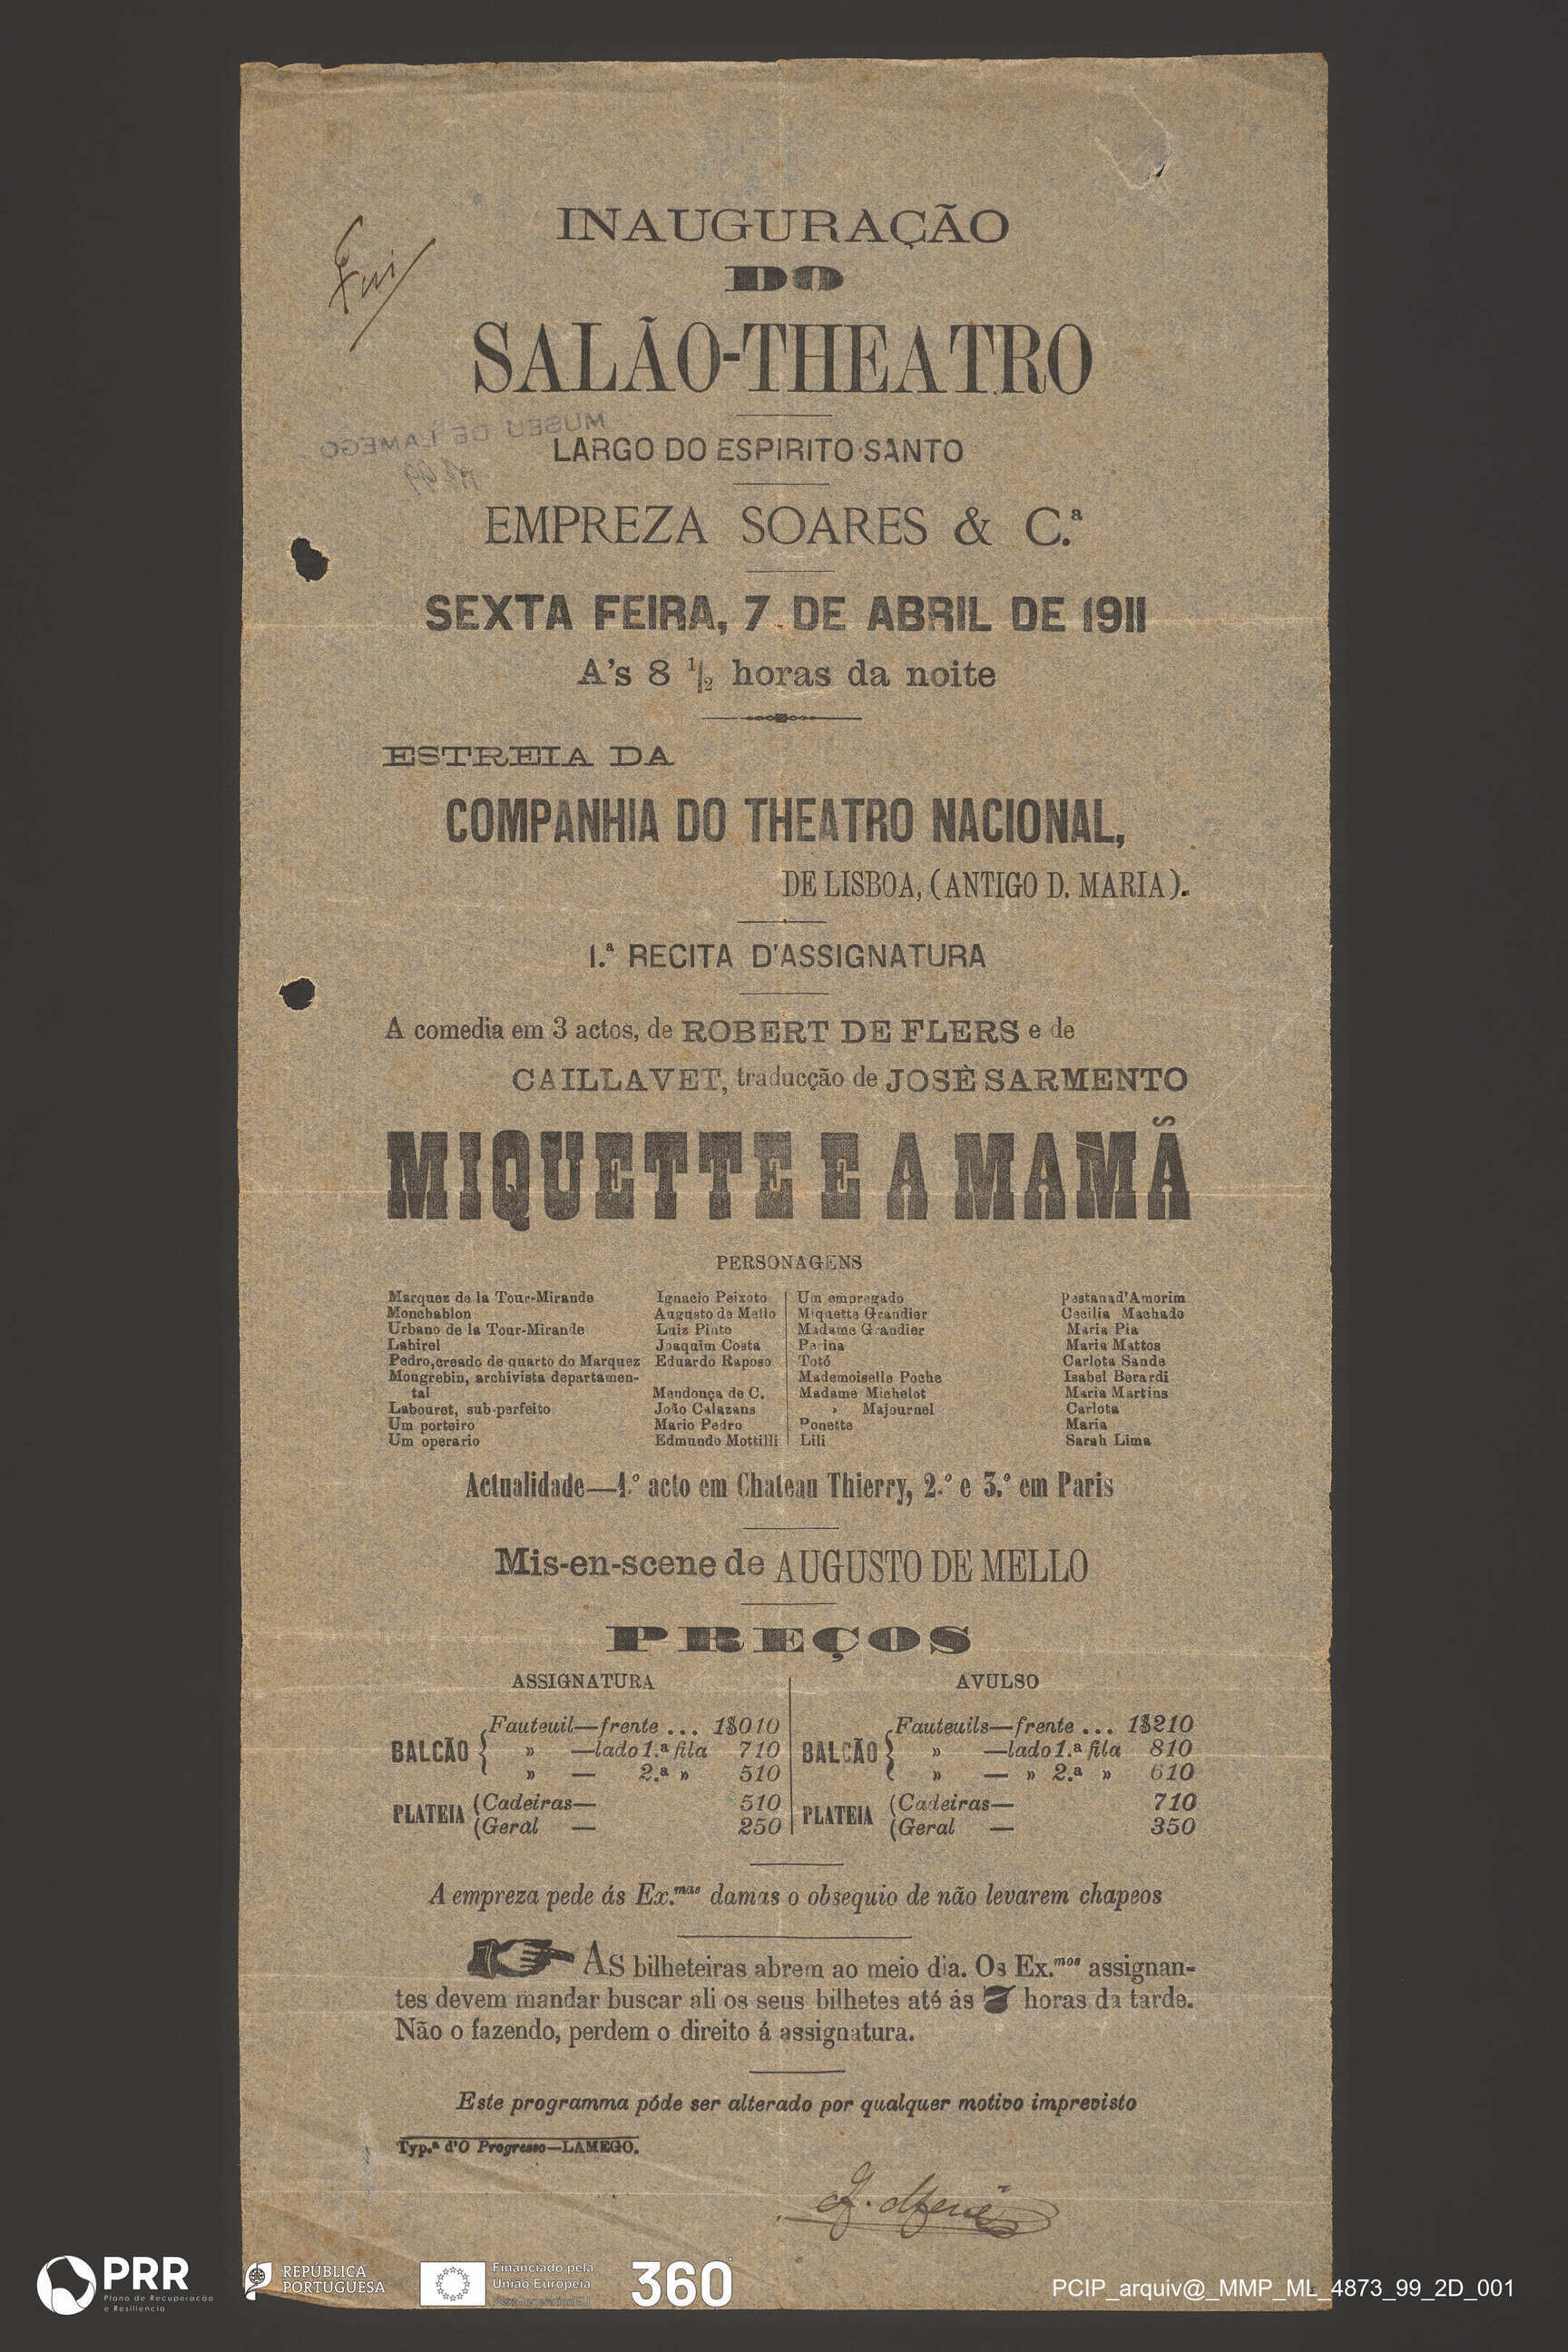 INAUGURAÇÃO
DO
SALÃO-THEATRO
Fui
MUSEU DE LAMEGO
LARGO DO ESPIRITO SANTO
EMPREZA SOARES & C.ª
SEXTA FEIRA, 7 DE ABRIL DE 1911
A's 8 1/2 horas da noite
ESTREIA DA
COMPANHIA DO THEATRO NACIONAL,
DE LISBOA, (ANTIGO D. MARIA).
1.ª RECITA D'ASSIGNATURA
A comedia em 3 actos, de ROBERT DE FLERS e de
CAILLAVET, traducção de JOSÈ SARMENTO
MIQUETTE E A MAMÃ
PERSONAGENS
Marquez de la Tour-Mirande Ignacio Peixoto
Monchablon Augusto de Mello
Urbano de la Tour-Mirande Luiz Pinto
Lahirel Joaquim Costa
Pedro, creado de quarto do Marquez Eduardo Raposo
Mougrebin, archivista departamen-
tal Mendonça de C.
Labouret, sub-perfeito João Calazans
Um porteiro Mario Pedro
Um operario Edmundo Mottilli
Um empregado Pestanad'Amorim
Miquette Grandier Cecilia Machado
Madame Grandier Maria Pia
Perina Maria Mattos
Totó Carlota Sande
Mademoiselle Poche Isabel Berardi
Madame Michelot Maria Martins
» Majournel Carlota
Ponette Maria
Lili Sarah Lima
Actualidade—1.º acto em Chateau Thierry, 2.º e 3.º em Paris
Mis-en-scene de AUGUSTO DE MELLO
PREÇOS
ASSIGNATURA
BALCÃO { Fauteuil—frente ... 1$010
» —lado 1.ª fila 710
» — 2.ª » 510
PLATEIA (Cadeiras— 510
(Geral — 250
AVULSO
BALCÃO { Fauteuils—frente ... 1$210
» —lado 1.ª fila 810
» — » 2.ª » 610
PLATEIA (Cadeiras— 710
(Geral — 350
A empreza pede ás Ex.mas damas o obsequio de não levarem chapeos
As bilheteiras abrem ao meio dia. Os Ex.mos assignan-
tes devem mandar buscar ali os seus bilhetes até ás 7 horas da tarde.
Não o fazendo, perdem o direito á assignatura.
Este programma póde ser alterado por qualquer motivo imprevisto
Typ.ª d'O Progresso—LAMEGO.
PRR
Plano de Recuperação
e Resiliência
REPÚBLICA
PORTUGUESA
Financiado pela
União Europeia
NextGenerationEU
360º
PCIP_arquiv@_MMP_ML_4873_99_2D_001